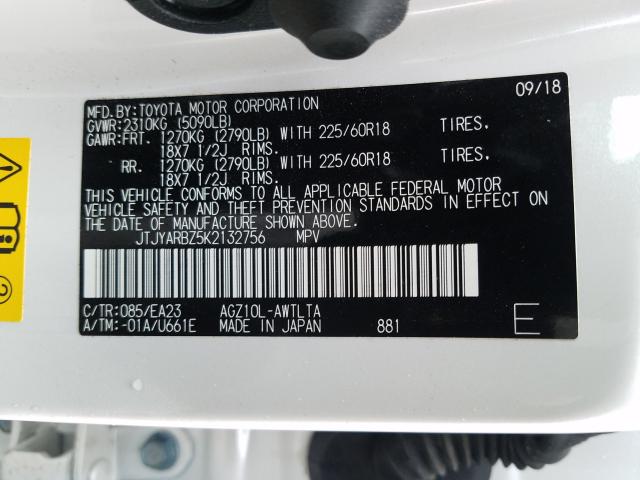 09/18
MFD.BY:TOYOTA MOTOR CORPORATION
GVWR:2310KG (5090LB)
GAWR:FRT. 1270KG (2790LB) WITH 225/60R18 TIRES,
18X7 1/2J RIMS.
RR. 1270KG (2790LB) WITH 225/60R18 TIRES,
18X7 1/2J RIMS.
THIS VEHICLE CONFORMS TO ALL APPLICABLE FEDERAL MOTOR
VEHICLE SAFETY AND THEFT PREVENTION STANDARDS IN EFFECT ON
THE DATE OF MANUFACTURE SHOWN ABOVE.
JTJYARBZ5K2132756 MPV
C/TR:085/EA23 AGZ10L-AWTLTA
A/TM:-01A/U661E MADE IN JAPAN 881 E
2